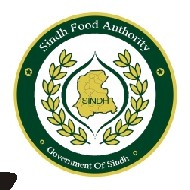 Sindh Food Authority
SINDH
Government Of Sindh